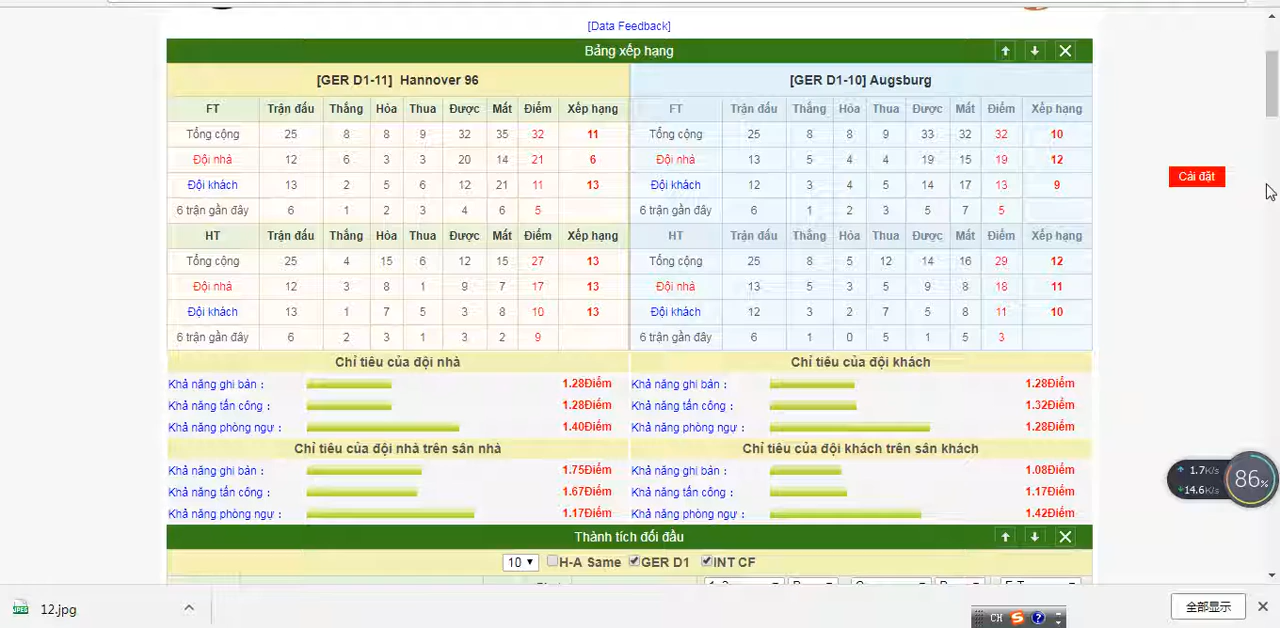 [Data Feedback]
Bảng xếp hạng
[GER D1-11] Hannover 96 [GER D1-10] Augsburg
FT Trận đấu Thắng Hòa Thua Được Mất Điểm Xếp hạng FT Trận đấu Thắng Hòa Thua Được Mất Điểm Xếp hạng
Tổng cộng 25 8 8 9 32 35 32 11 Tổng cộng 25 8 8 9 33 32 32 10
Đội nhà 12 6 3 3 20 14 21 6 Đội nhà 13 5 4 4 19 15 19 12
Đội khách 13 2 5 6 12 21 11 13 Đội khách 12 3 4 5 14 17 13 9
6 trận gần đây 6 1 2 3 4 6 5 6 trận gần đây 6 1 2 3 5 7 5
HT Trận đấu Thắng Hòa Thua Được Mất Điểm Xếp hạng HT Trận đấu Thắng Hòa Thua Được Mất Điểm Xếp hạng
Tổng cộng 25 4 15 6 12 15 27 13 Tổng cộng 25 8 5 12 14 16 29 12
Đội nhà 12 3 8 1 9 7 17 13 Đội nhà 13 5 3 5 9 8 18 11
Đội khách 13 1 7 5 3 8 10 13 Đội khách 12 3 2 7 5 8 11 10
6 trận gần đây 6 2 3 1 3 2 9 6 trận gần đây 6 1 0 5 1 5 3
Chỉ tiêu của đội nhà Chỉ tiêu của đội khách
Khả năng ghi bán : 1.28Điểm Khả năng ghi bán : 1.28Điểm
Khả năng tấn công : 1.28Điểm Khả năng tấn công : 1.32Điểm
Khả năng phòng ngự : 1.40Điểm Khả năng phòng ngự : 1.28Điểm
Chỉ tiêu của đội nhà trên sân nhà Chỉ tiêu của đội khách trên sân khách
Khả năng ghi bán : 1.75Điểm Khả năng ghi bán : 1.08Điểm
Khả năng tấn công : 1.67Điểm Khả năng tấn công : 1.17Điểm
Khả năng phòng ngự : 1.17Điểm Khả năng phòng ngự : 1.42Điểm
Thành tích đối đầu
10 H-A Same GER D1 INT CF
Cài đặt
1.7K/s
14.6K/s
86%
JPEG 12.jpg
CH
全部显示